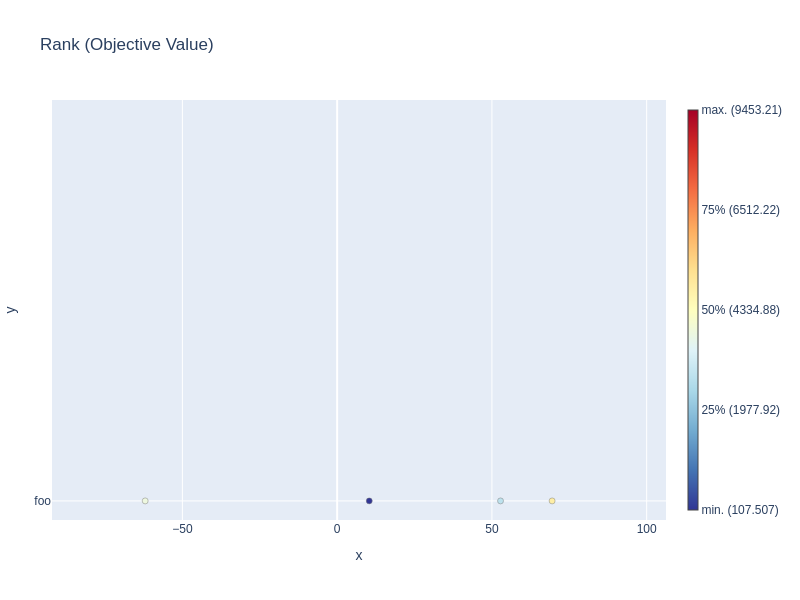 Rank (Objective Value)
max. (9453.21)
75% (6512.22)
50% (4334.88)
25% (1977.92)
min. (107.507)
y
foo
−50
0
50
100
x